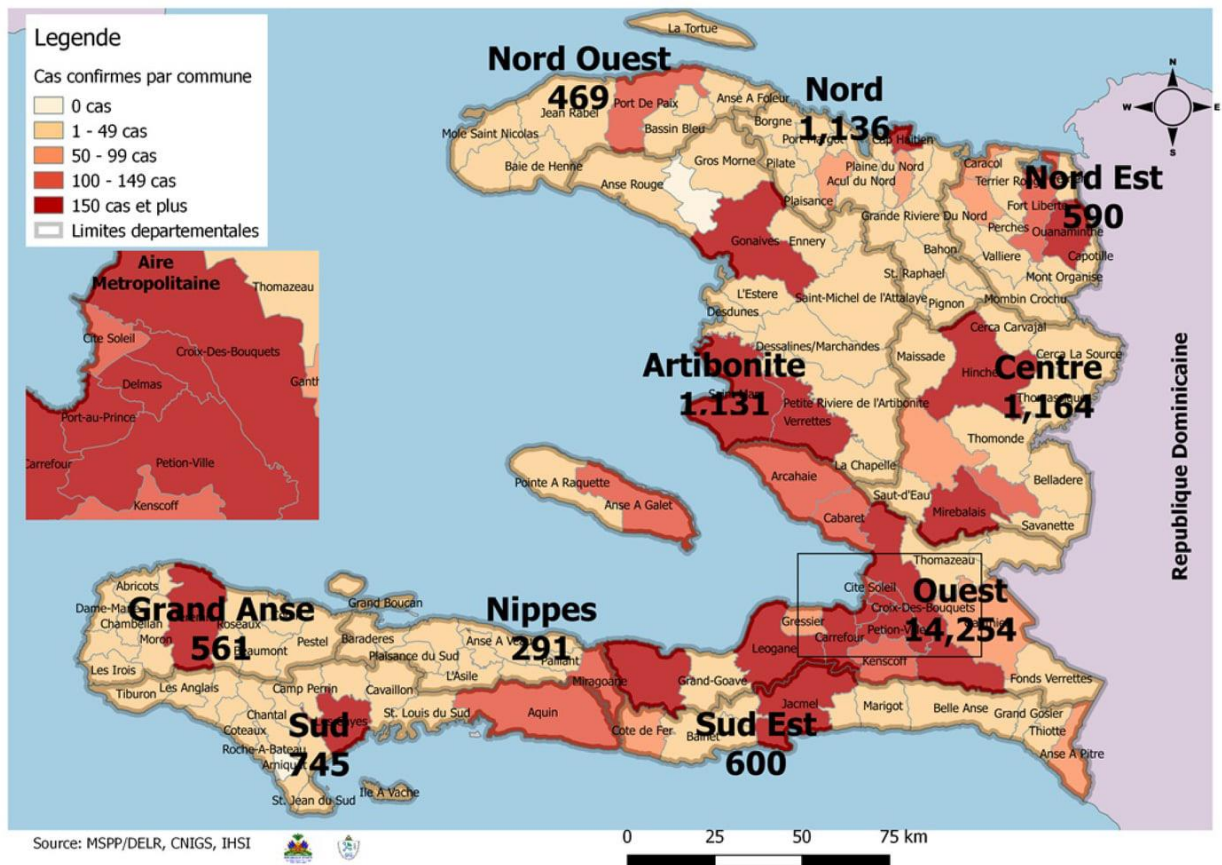 Legende
Cas confirmes par commune
0 cas
1 - 49 cas
50 - 99 cas
100 - 149 cas
150 cas et plus
Limites departementales
La Tortue
Nord Ouest
469
Port De Paix
Jean Rabel
Anse A Foleur
Bassin Bleu
Mole Saint Nicolas
Baie de Henne
Nord
1,136
Borgne
Cap Haitien
Gros Morne
Pilate
Plaine du Nord
Acul du Nord
Plaisance
Anse Rouge
N
W
E
S
Caracol
Nord Est
590
Fort Liberte
Perches
Ouanaminthe
Capotille
Valliere
Mont Organise
Mombin Crochu
Grande Riviere Du Nord
Bahon
St. Raphael
Pignon
Gonaives
Ennery
Saint-Michel de l'Attalaye
L'Estere
Desdunes
Dessalines/Marchandes
Artibonite
1,131
Petite Riviere de l'Artibonite
Verrettes
La Chapelle
Maissade
Cerca Carvajal
Cerca La Source
Centre
1,164
Thomonde
Belladere
Saut-d'Eau
Mirebalais
Savanette
Republique Dominicaine
Aire
Metropolitaine
Thomazeau
Cite Soleil
Croix-Des-Bouquets
Delmas
Port-au-Prince
Carrefour
Petion-Ville
Kenscoff
Pointe A Raquette
Anse A Galet
Arcahaie
Cabaret
Thomazeau
Cite Soleil
Ouest
14,254
Croix-Des-Bouquets
Gressier
Carrefour
Leogane
Kenscoff
Fonds Verrettes
Grand-Goave
Abricots
Grand Anse
561
Chambellan
Moron
Roseaux
Pestel
Les Irois
Grand Boucan
Baraderes
Nippes
291
Plaisance du Sud
L'Asile
Paillant
Miragoane
Tiburon
Les Anglais
Camp Perrin
Cavaillon
St. Louis du Sud
Aquin
Chantal
Coteaux
Roche-A-Bateau
Sud
745
St. Jean du Sud
Ile A Vache
Cote de Fer
Sud Est
600
Jacmel
Marigot
Belle Anse
Grand Gosier
Thiotte
Anse A Pitre
Source: MSPP/DELR, CNIGS, IHSI
0 25 50 75 km